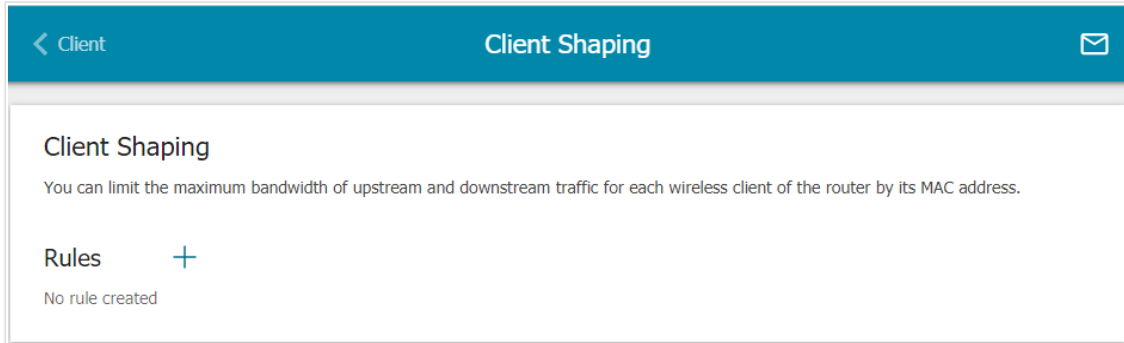 Client
Client Shaping
Client Shaping
You can limit the maximum bandwidth of upstream and downstream traffic for each wireless client of the router by its MAC address.
Rules
No rule created